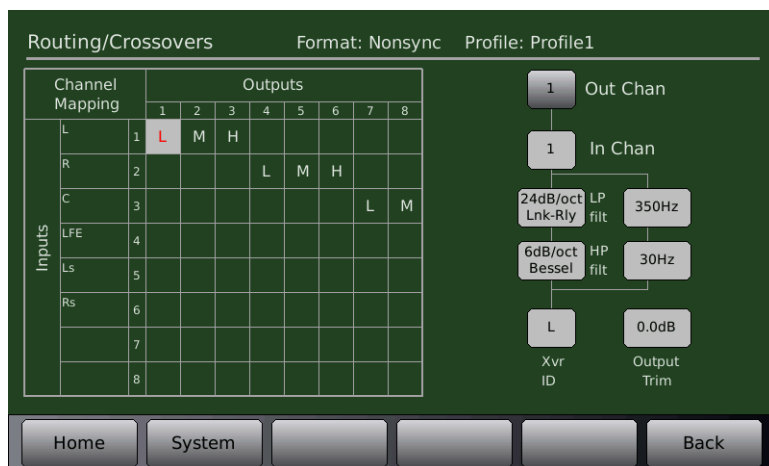 Routing/Crossovers Format: Nonsync Profile: Profile1
Channel Mapping
Outputs
1 2 3 4 5 6 7 8
Inputs
L 1 L M H
R 2 L M H
C 3 L M
LFE 4
Ls 5
Rs 6
7
8
1 Out Chan
1 In Chan
24dB/oct Lnk-Rly LP filt 350Hz
6dB/oct Bessel HP filt 30Hz
L 0.0dB
Xvr ID Output Trim
Home System Back